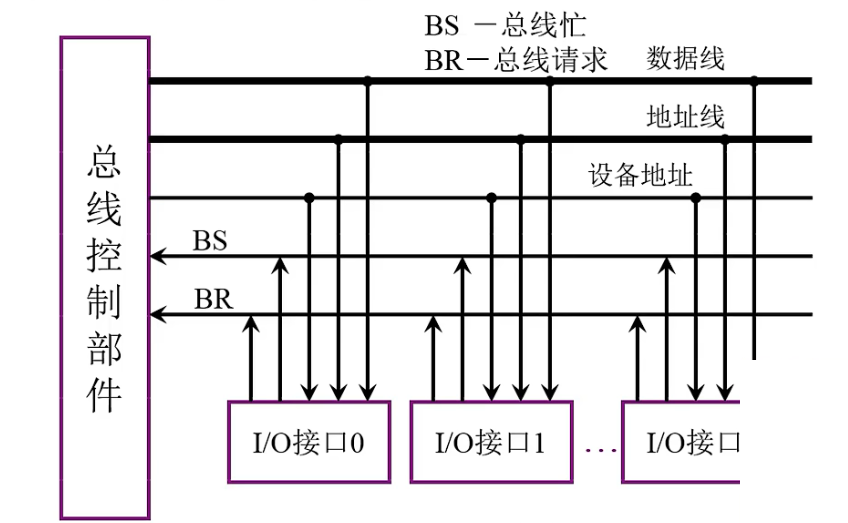 BS －总线忙
BR－总线请求
数据线
地址线
设备地址
BS
BR
总线控制部件
I/O接口0
I/O接口1
…
I/O接口